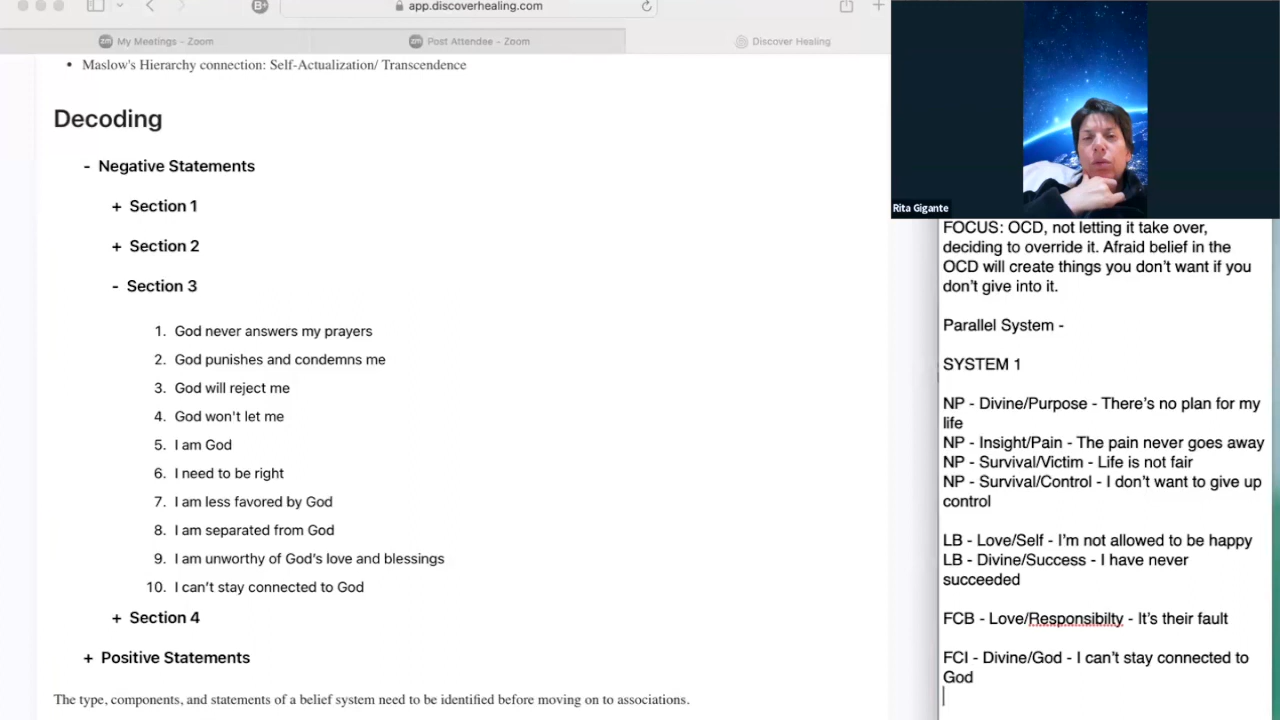 B+
app.discoverhealing.com
zm My Meetings - Zoom
zm Post Attendee - Zoom
Discover Healing
• Maslow's Hierarchy connection: Self-Actualization/ Transcendence
Decoding
- Negative Statements
+ Section 1
+ Section 2
- Section 3
1. God never answers my prayers
2. God punishes and condemns me
3. God will reject me
4. God won't let me
5. I am God
6. I need to be right
7. I am less favored by God
8. I am separated from God
9. I am unworthy of God's love and blessings
10. I can't stay connected to God
+ Section 4
+ Positive Statements
The type, components, and statements of a belief system need to be identified before moving on to associations.
Rita Gigante
FOCUS: OCD, not letting it take over,
deciding to override it. Afraid belief in the
OCD will create things you don't want if you
don't give into it.
Parallel System -
SYSTEM 1
NP - Divine/Purpose - There's no plan for my
life
NP - Insight/Pain - The pain never goes away
NP - Survival/Victim - Life is not fair
NP - Survival/Control - I don't want to give up
control
LB - Love/Self - I'm not allowed to be happy
LB - Divine/Success - I have never
succeeded
FCB - Love/Responsibilty - It's their fault
FCI - Divine/God - I can't stay connected to
God